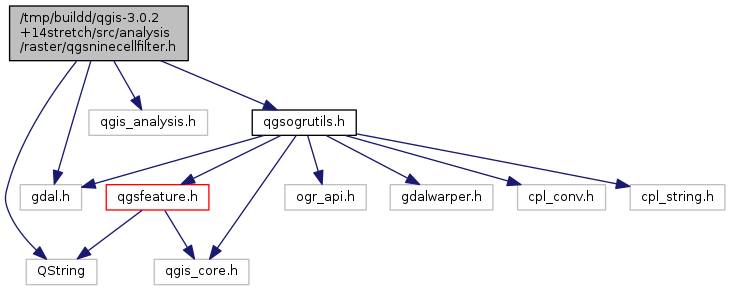 /tmp/buildd/qgis-3.0.2
+14stretch/src/analysis
/raster/qgsninecellfilter.h
qgis_analysis.h
qgsogrutils.h
gdal.h
qgsfeature.h
ogr_api.h
gdalwarper.h
cpl_conv.h
cpl_string.h
QString
qgis_core.h